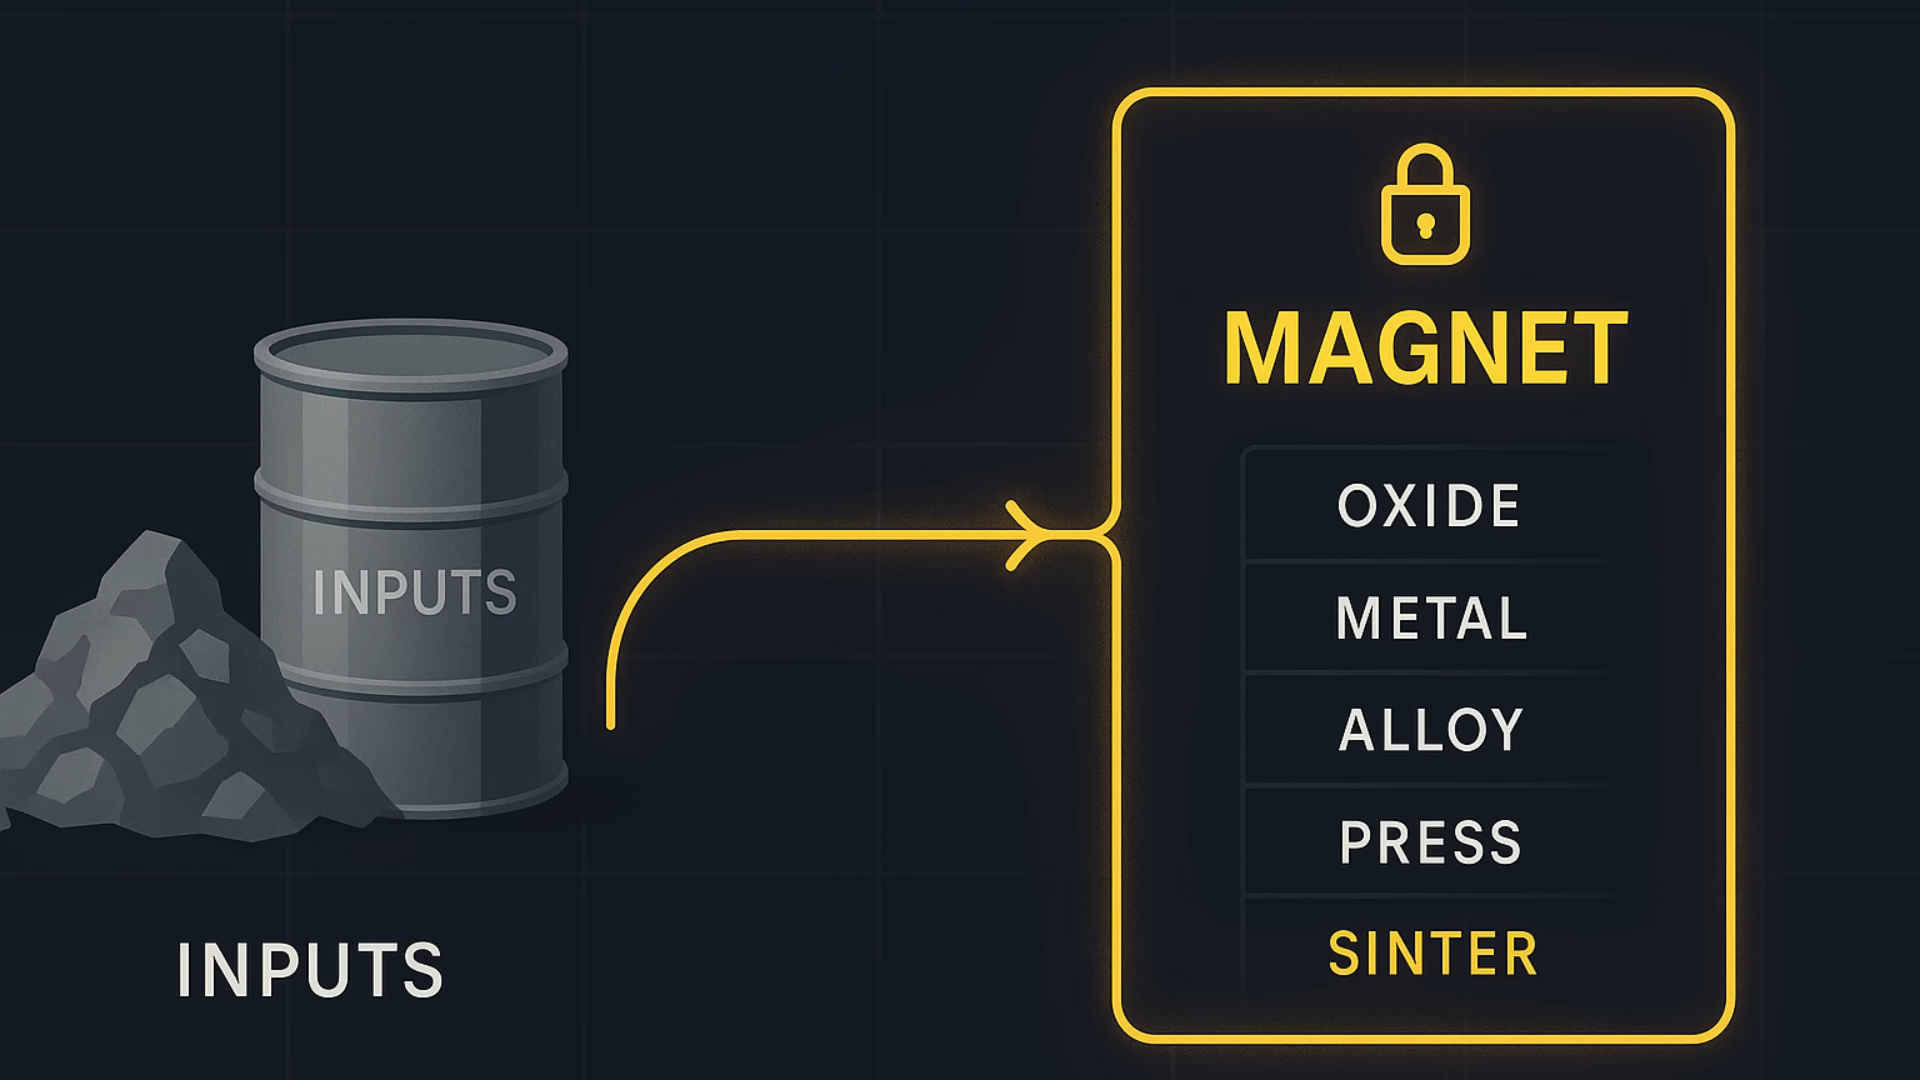 INPUTS
INPUTS
MAGNET
OXIDE
METAL
ALLOY
PRESS
SINTER